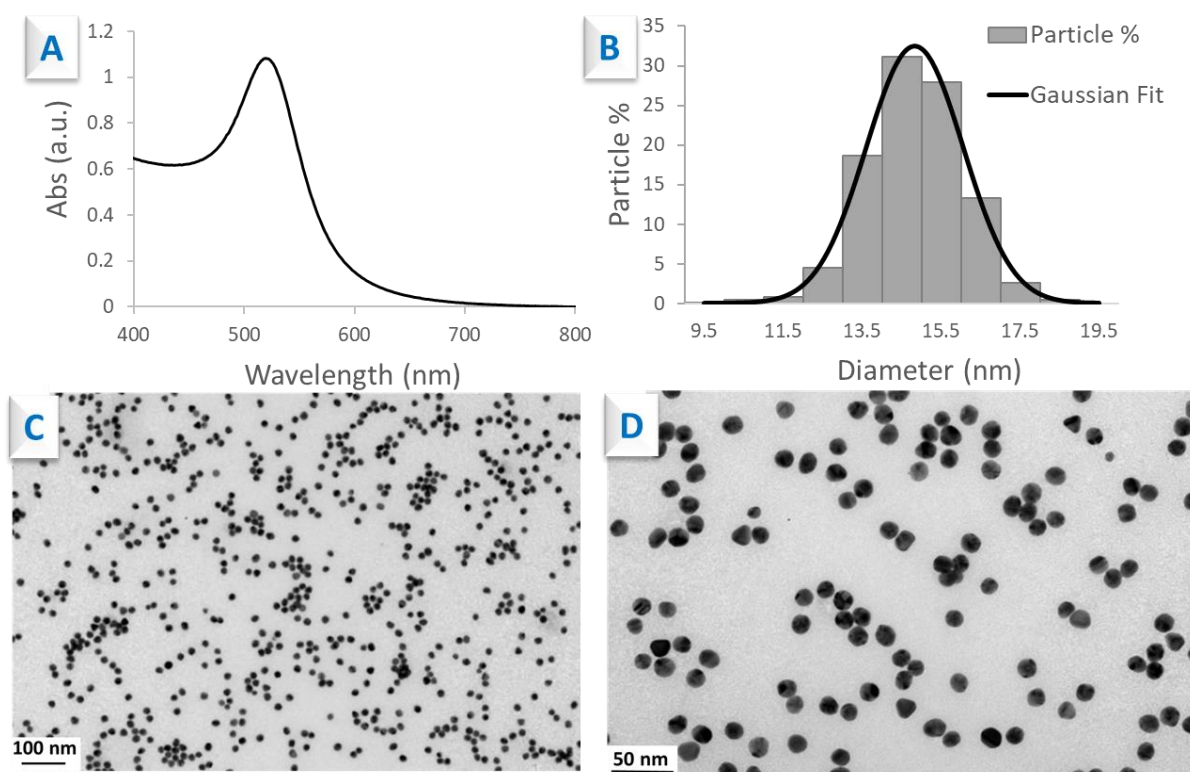 A
1.2
1
0.8
0.6
0.4
0.2
0
Abs (a.u.)
400 500 600 700 800
Wavelength (nm)
B
35
30
25
20
15
10
5
0
Particle %
9.5 11.5 13.5 15.5 17.5 19.5
Diameter (nm)
Particle %
Gaussian Fit
C
100 nm
D
50 nm